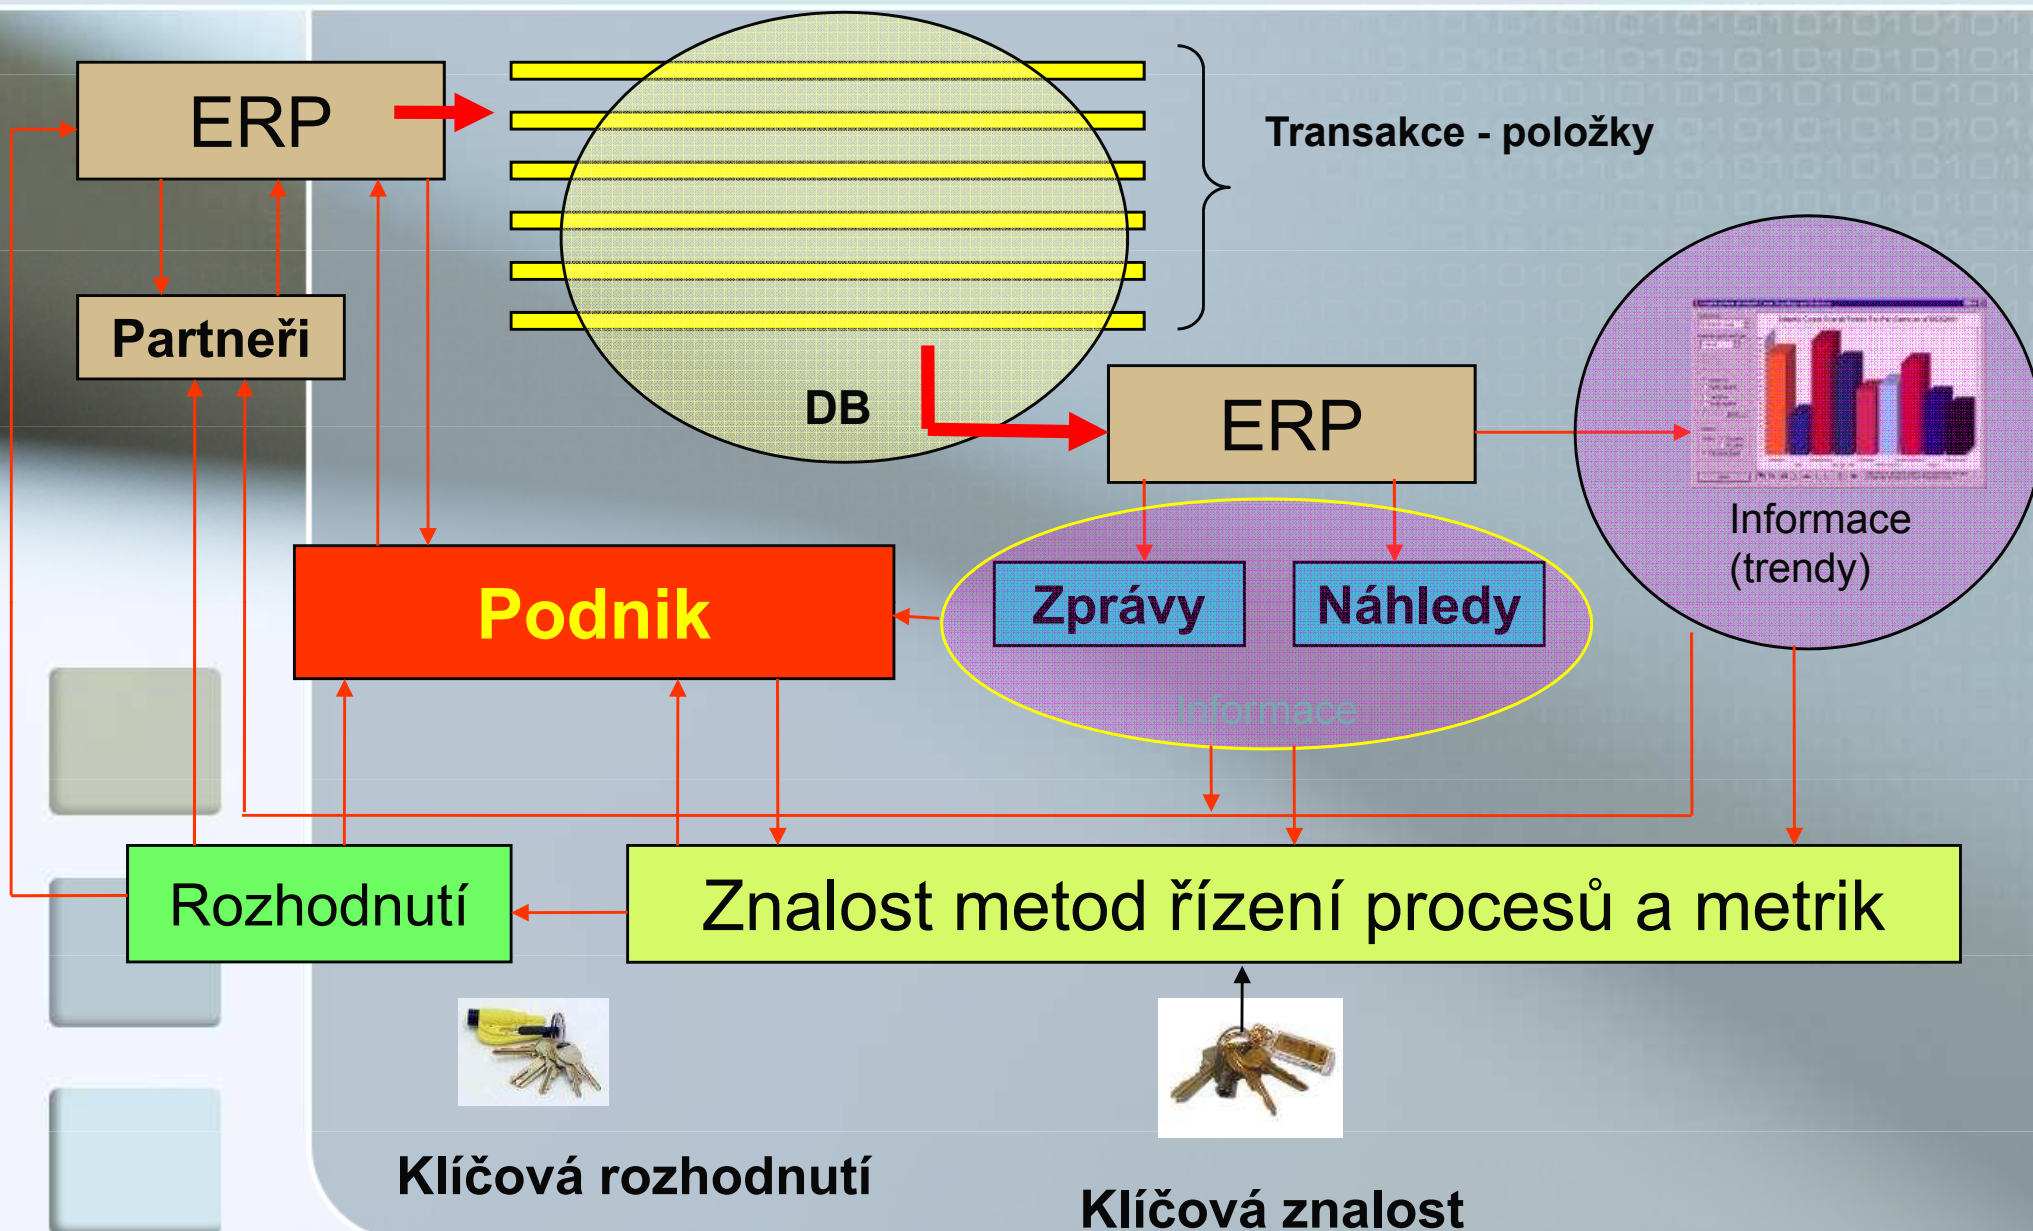 ERP
Transakce - položky
Partneři
DB
ERP
Informace
(trendy)
Podnik
Zprávy
Náhledy
Informace
Rozhodnutí
Znalost metod řízení procesů a metrik
Klíčová rozhodnutí
Klíčová znalost